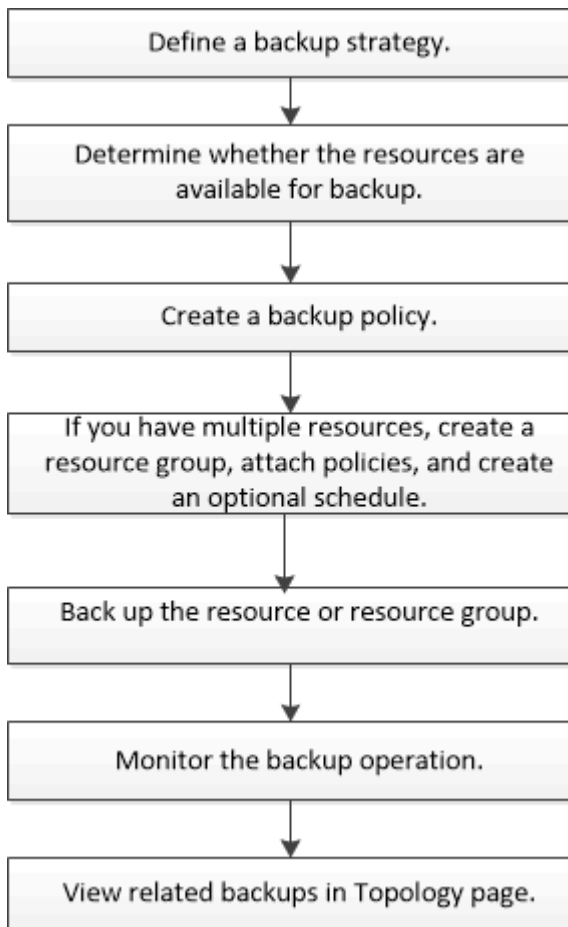 Define a backup strategy.
Determine whether the resources are
available for backup.
Create a backup policy.
If you have multiple resources, create a
resource group, attach policies, and create
an optional schedule.
Back up the resource or resource group.
Monitor the backup operation.
View related backups in Topology page.